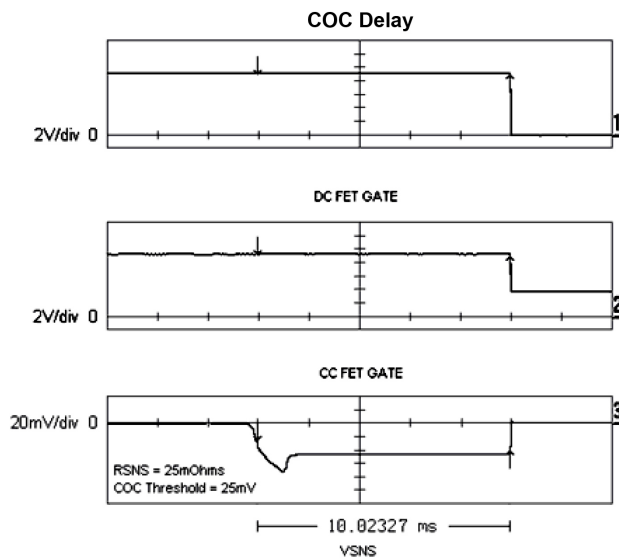 COC Delay
2V/div 0
1
DC FET GATE
2V/div 0
2
CC FET GATE
20mV/div 0
3
RSNS = 25mOhms
COC Threshold = 25mV
10.02327 ms
VSNS